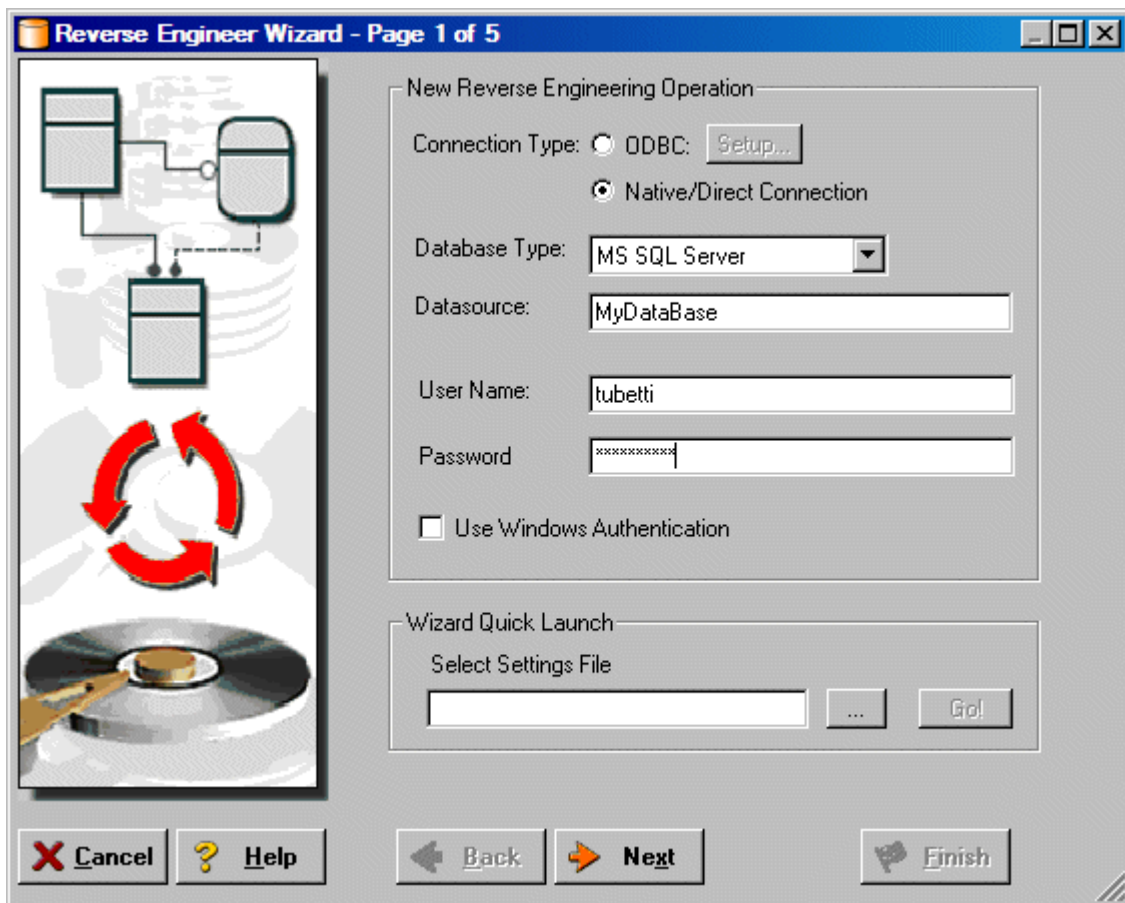 Reverse Engineer Wizard - Page 1 of 5
New Reverse Engineering Operation
Connection Type: ODBC: Setup...
Native/Direct Connection
Database Type: MS SQL Server
Datasource: MyDataBase
User Name: tubetti
Password **********
Use Windows Authentication
Wizard Quick Launch
Select Settings File
... Go!
Cancel Help Back Next Finish